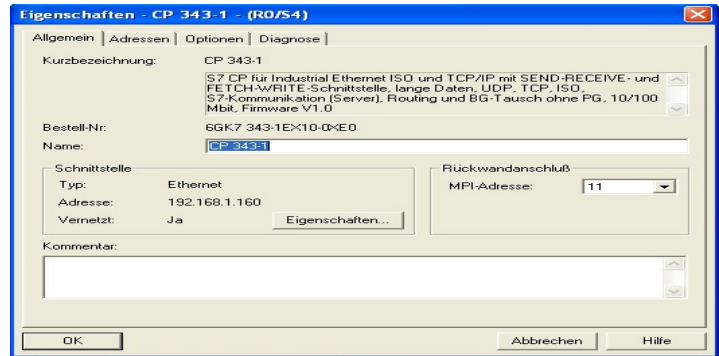 Eigenschaften - CP 343-1 - (R0/S4)
Allgemein Adressen Optionen Diagnose
Kurzbezeichnung: CP 343-1
S7 CP für Industrial Ethernet ISO und TCP/IP mit SEND-RECEIVE- und
FETCH-WRITE-Schnittstelle, lange Daten, UDP, TCP, ISO,
S7-Kommunikation (Server), Routing und BG-Tausch ohne PG, 10/100
Mbit, Firmware V1.0
Bestell-Nr: 6GK7 343-1EX10-0XE0
Name: CP 343-1
Schnittstelle
Typ: Ethernet
Adresse: 192.168.1.160
Vernetzt: Ja Eigenschaften...
Rückwandanschluß
MPI-Adresse: 11
Kommentar:
OK Abbrechen Hilfe